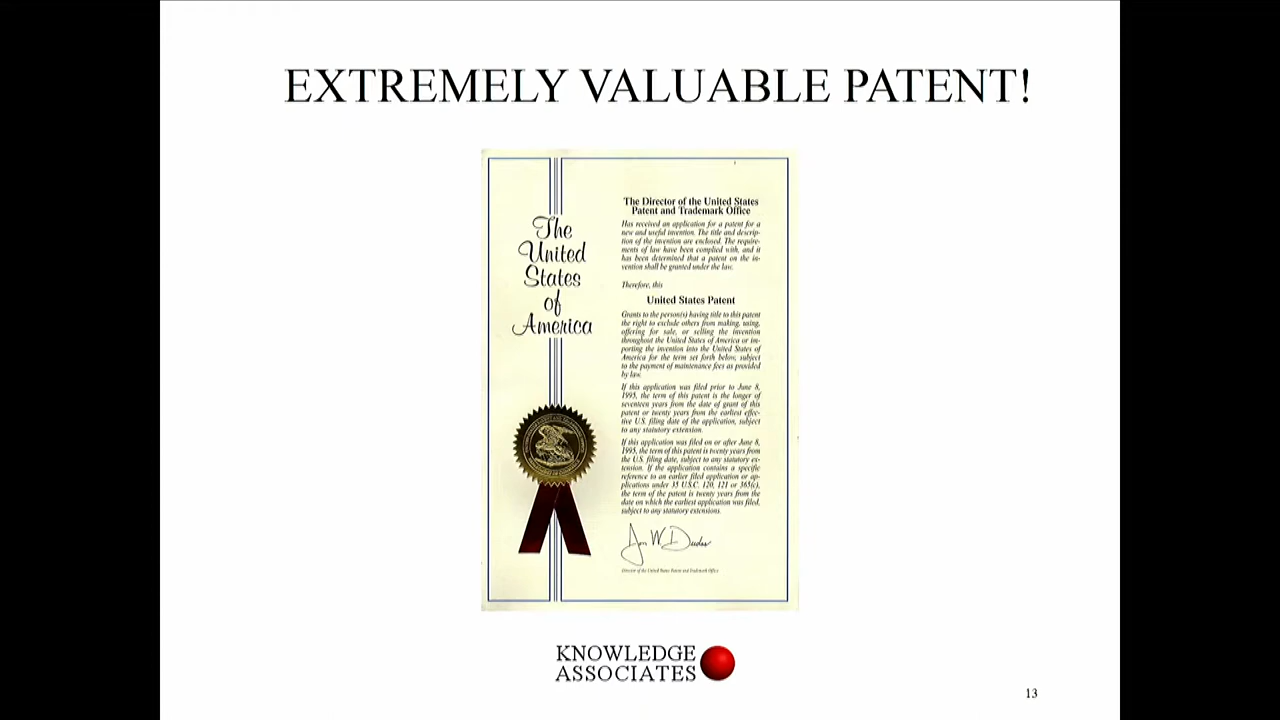 EXTREMELY VALUABLE PATENT!
The
United
States
of
America
The Director of the United States
Patent and Trademark Office
Has received an application for a patent for a
new and useful invention. The title and descrip-
tion of the invention are enclosed. The require-
ments of law have been complied with, and it
has been determined that a patent on the in-
vention shall be granted under the law.
Therefore, this
United States Patent
Grants to the person(s) having title to this patent
the right to exclude others from making, using,
offering for sale, or selling the invention
throughout the United States of America or im-
porting the invention into the United States of
America for the term set forth below, subject
to the payment of maintenance fees as provided
by law.
If this application was filed prior to June 8,
1995, the term of this patent is the longer of
seventeen years from the date of grant of this
patent or twenty years from the earliest effec-
tive U.S. filing date of the application, subject
to any statutory extension.
If this application was filed on or after June 8,
1995, the term of this patent is twenty years from
the U.S. filing date, subject to any statutory ex-
tension. If the application contains a specific
reference to an earlier filed application or ap-
plications under 35 U.S.C. 120, 121 or 365(c),
the term of the patent is twenty years from the
date on which the earliest application was filed,
subject to any statutory extensions.
Jon W Dudas
Director of the United States Patent and Trademark Office
KNOWLEDGE
ASSOCIATES
13